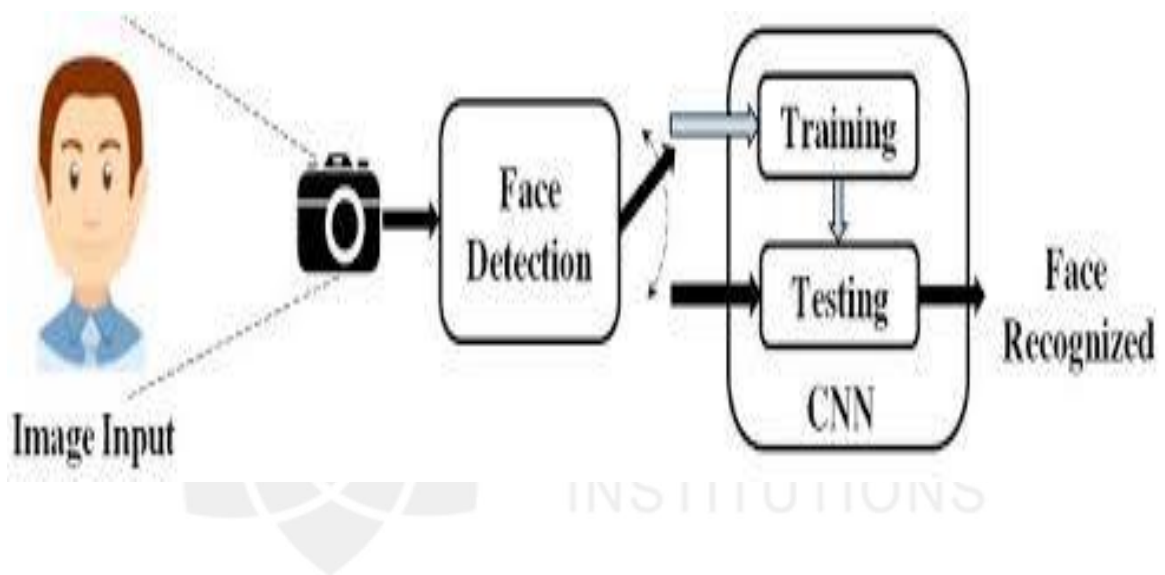 Image Input
Face
Detection
Training
Testing
CNN
Face
Recognized
INSTITUTIONS